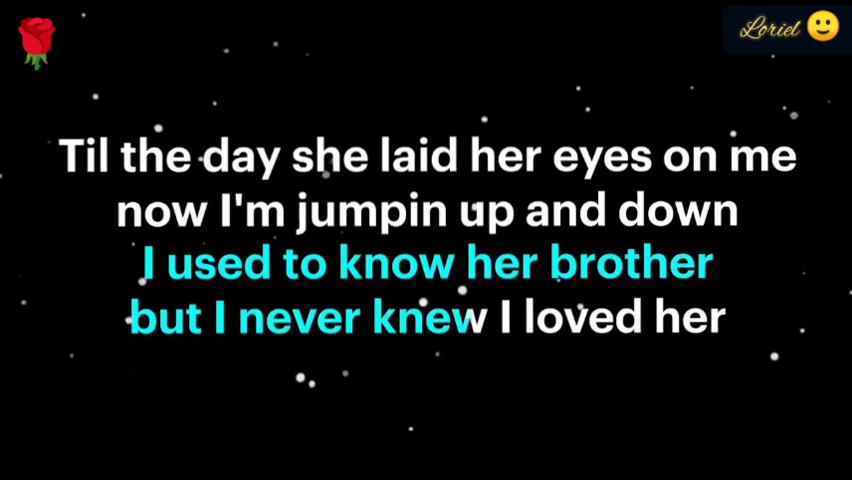 Loriel
Til the day she laid her eyes on me
now I'm jumpin up and down
I used to know her brother
but I never knew I loved her